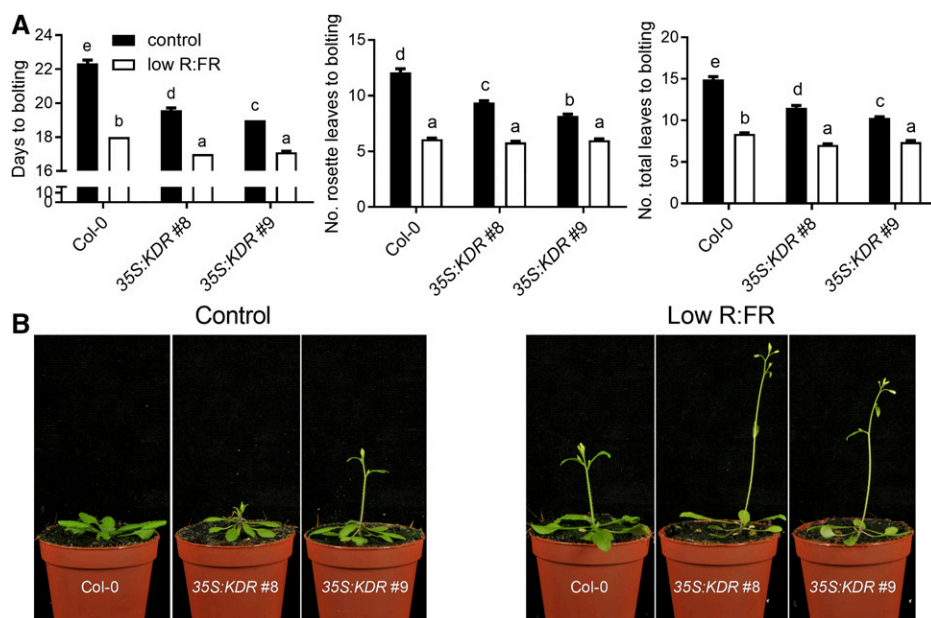 A
Days to bolting
24
22
20
18
16
10
0
e
b
d
a
c
a
control
low R:FR
Col-0
35S:KDR #8
35S:KDR #9
No. rosette leaves to bolting
15
10
5
0
d
a
c
a
b
a
Col-0
35S:KDR #8
35S:KDR #9
No. total leaves to bolting
20
15
10
5
0
e
b
d
a
c
a
Col-0
35S:KDR #8
35S:KDR #9
B
Control
Low R:FR
Col-0
35S:KDR #8
35S:KDR #9
Col-0
35S:KDR #8
35S:KDR #9